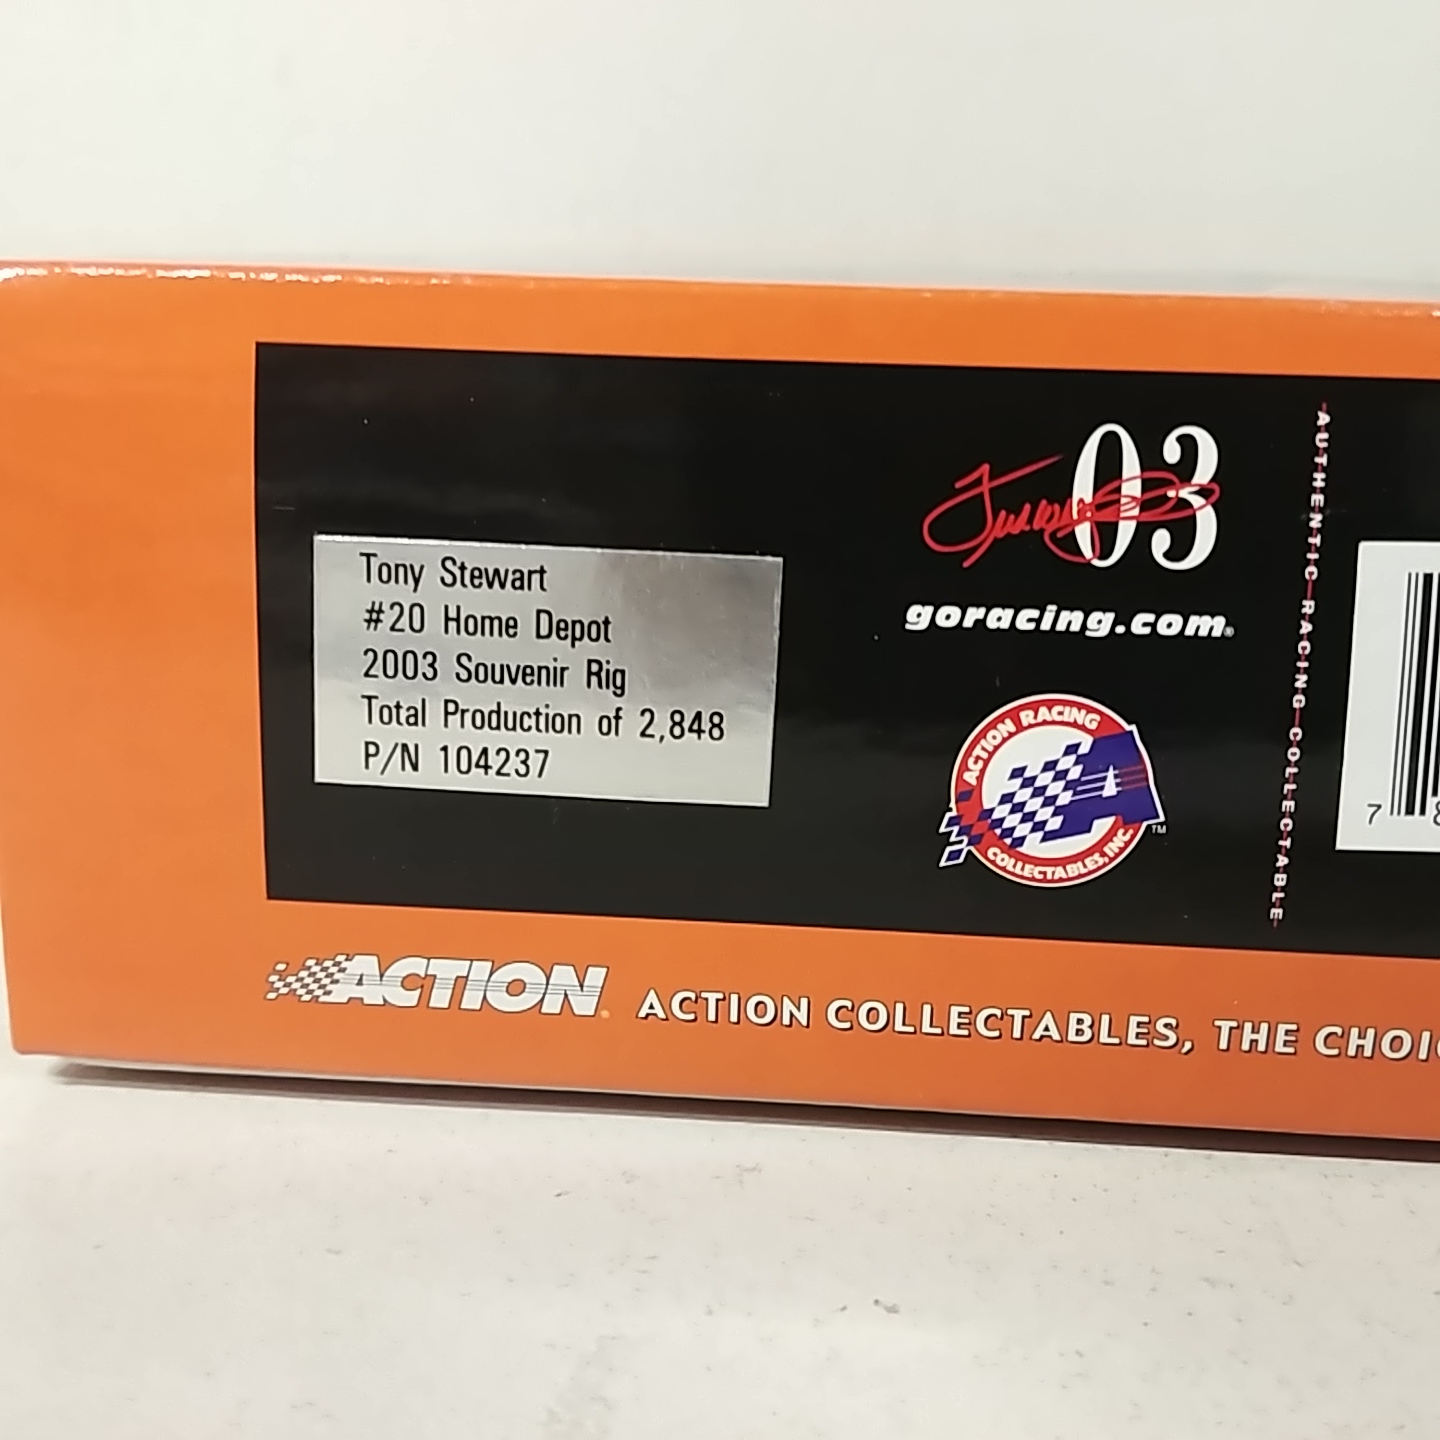 Tony Stewart
#20 Home Depot
2003 Souvenir Rig
Total Production of 2,848
P/N 104237
03
goracing.com®
ACTION RACING
COLLECTABLES, INC.
TM
AUTHENTIC RACING COLLECTABLE
7
ACTION
ACTION COLLECTABLES, THE